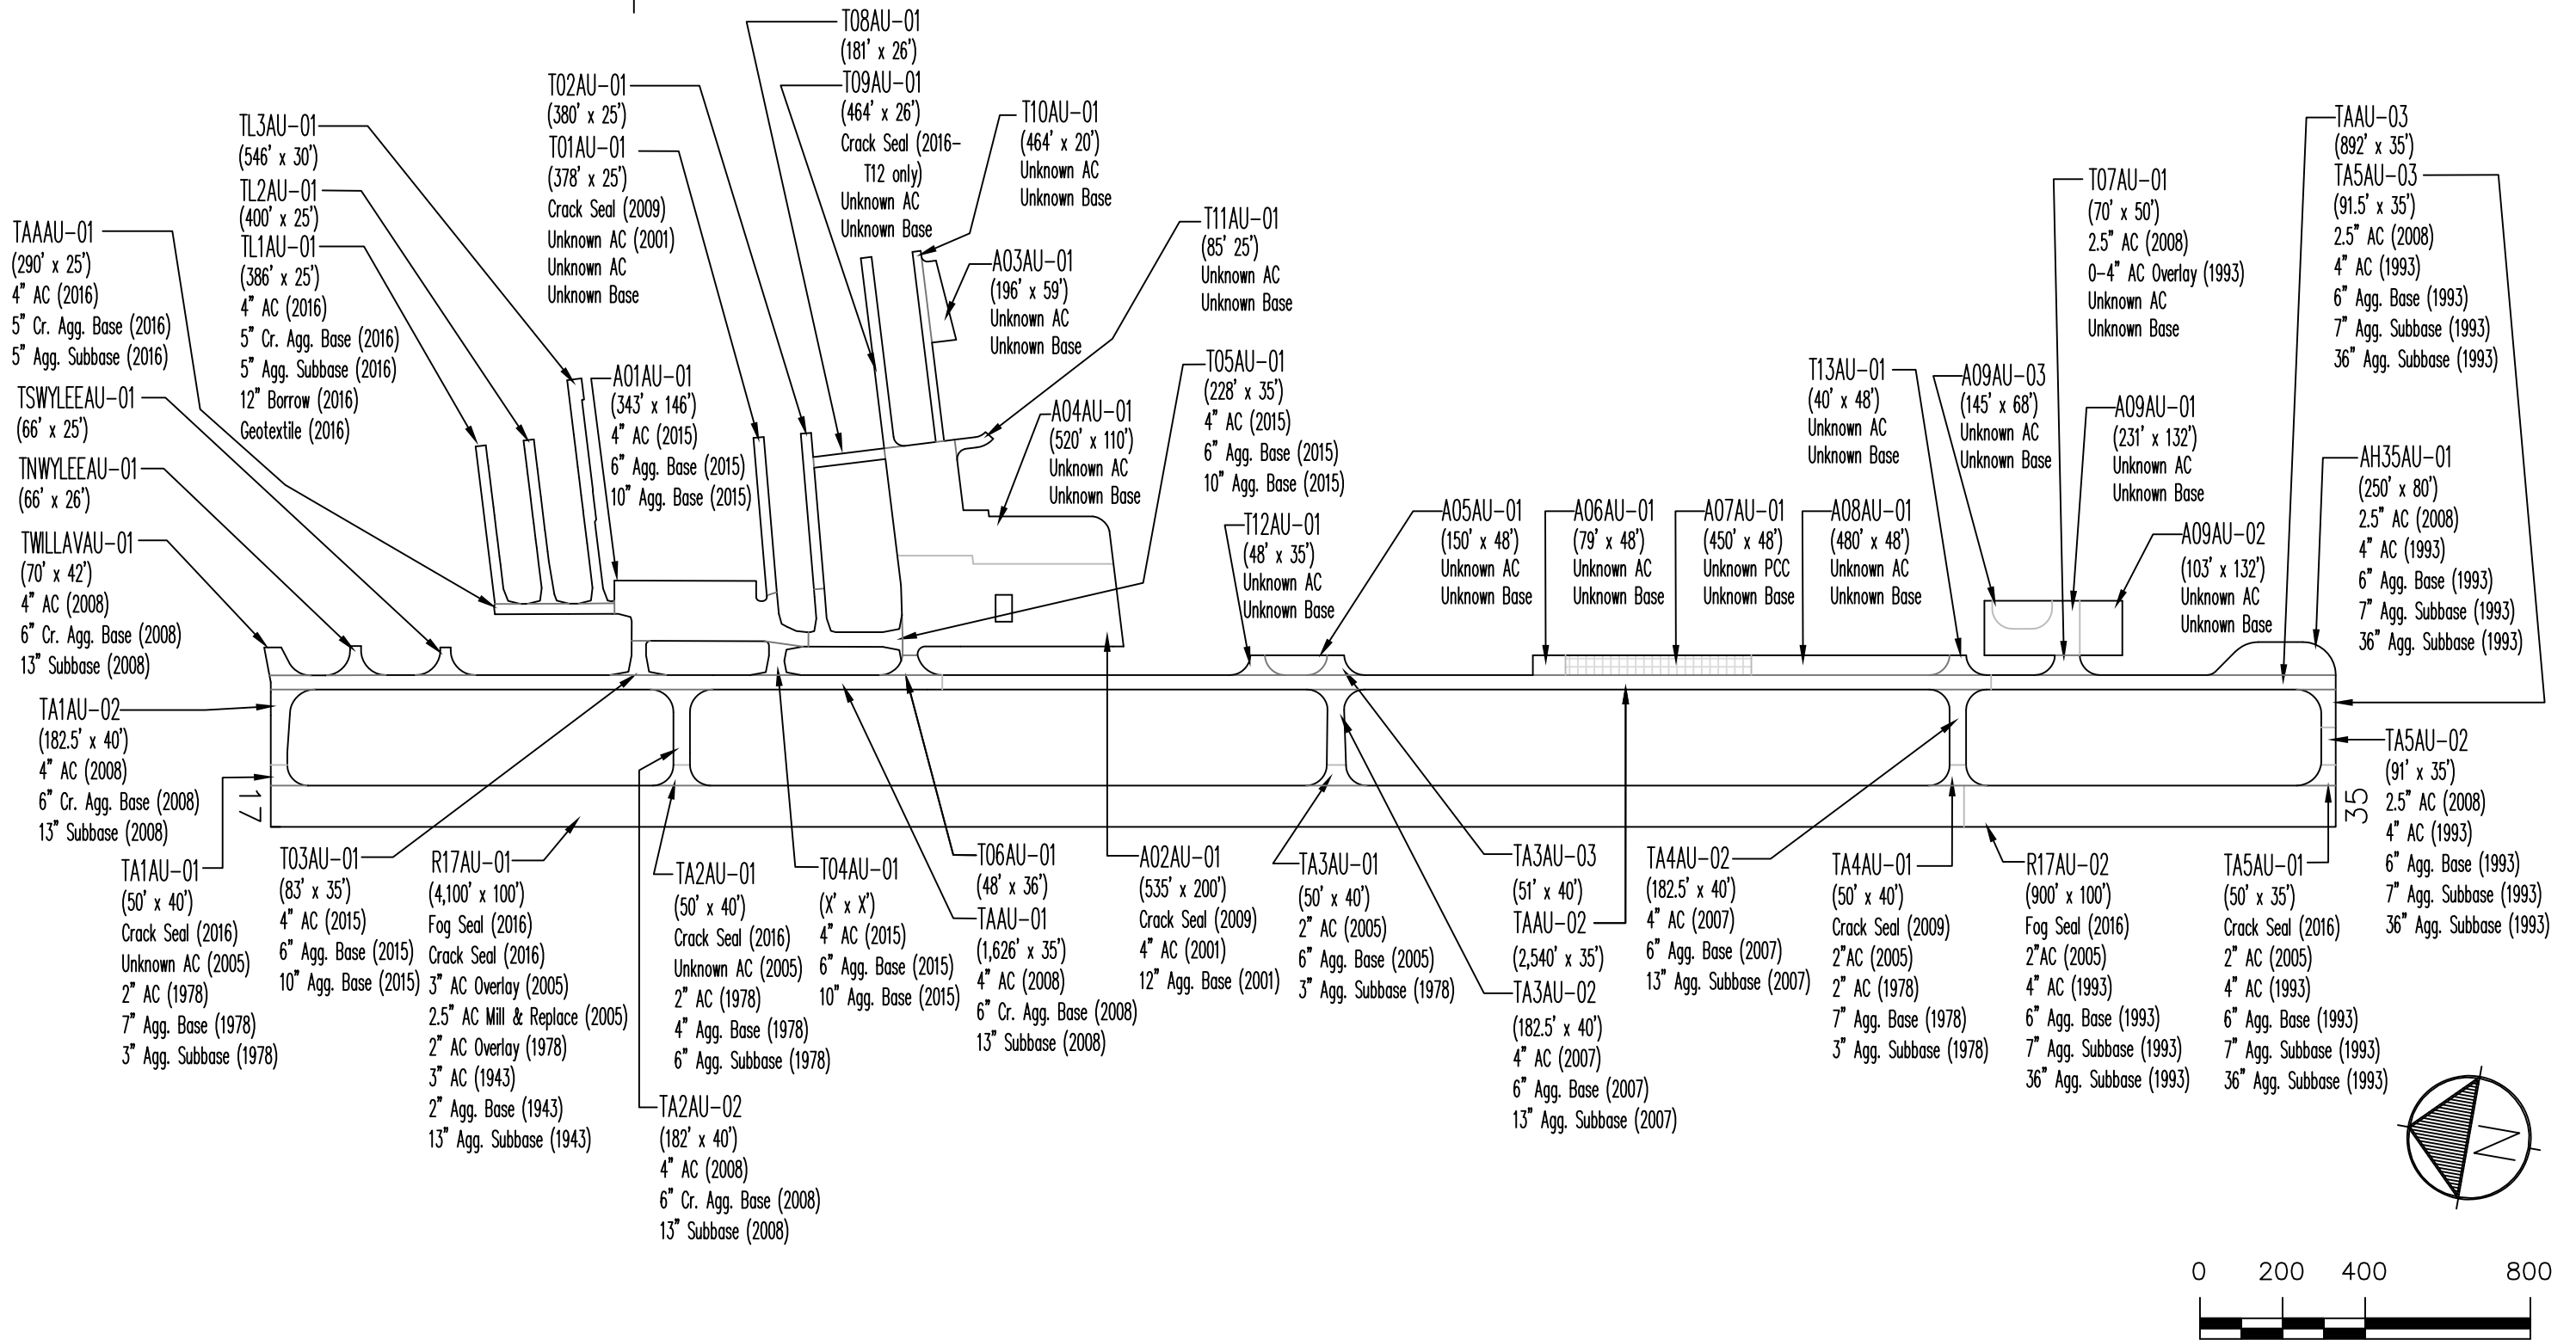 T08AU-01
(181' x 26')
T09AU-01
(464' x 26')
Crack Seal (2016-
T12 only)
Unknown AC
Unknown Base
T10AU-01
(464' x 20')
Unknown AC
Unknown Base
T02AU-01
(380' x 25')
T01AU-01
(378' x 25')
Crack Seal (2009)
Unknown AC (2001)
Unknown AC
Unknown Base
TL3AU-01
(546' x 30')
TL2AU-01
(400' x 25')
TL1AU-01
(386' x 25')
4" AC (2016)
5" Cr. Agg. Base (2016)
5" Agg. Subbase (2016)
12" Borrow (2016)
Geotextile (2016)
TAAAU-01
(290' x 25')
4" AC (2016)
5" Cr. Agg. Base (2016)
5" Agg. Subbase (2016)
TSWYLEEAU-01
(66' x 25')
TNWYLEEAU-01
(66' x 26')
TWILLAVAU-01
(70' x 42')
4" AC (2008)
6" Cr. Agg. Base (2008)
13" Subbase (2008)
A01AU-01
(343' x 146')
4" AC (2015)
6" Agg. Base (2015)
10" Agg. Base (2015)
A03AU-01
(196' x 59')
Unknown AC
Unknown Base
T11AU-01
(85' 25')
Unknown AC
Unknown Base
T05AU-01
(228' x 35')
4" AC (2015)
6" Agg. Base (2015)
10" Agg. Base (2015)
A04AU-01
(520' x 110')
Unknown AC
Unknown Base
T12AU-01
(48' x 35')
Unknown AC
Unknown Base
A05AU-01
(150' x 48')
Unknown AC
Unknown Base
A06AU-01
(79' x 48')
Unknown AC
Unknown Base
A07AU-01
(450' x 48')
Unknown PCC
Unknown Base
A08AU-01
(480' x 48')
Unknown AC
Unknown Base
T13AU-01
(40' x 48')
Unknown AC
Unknown Base
A09AU-03
(145' x 68')
Unknown AC
Unknown Base
T07AU-01
(70' x 50')
2.5" AC (2008)
0-4" AC Overlay (1993)
Unknown AC
Unknown Base
A09AU-01
(231' x 132')
Unknown AC
Unknown Base
A09AU-02
(103' x 132')
Unknown AC
Unknown Base
TAAU-03
(892' x 35')
TA5AU-03
(91.5' x 35')
2.5" AC (2008)
4" AC (1993)
6" Agg. Base (1993)
7" Agg. Subbase (1993)
36" Agg. Subbase (1993)
AH35AU-01
(250' x 80')
2.5" AC (2008)
4" AC (1993)
6" Agg. Base (1993)
7" Agg. Subbase (1993)
36" Agg. Subbase (1993)
TA1AU-02
(182.5' x 40')
4" AC (2008)
6" Cr. Agg. Base (2008)
13" Subbase (2008)
17
35
TA5AU-02
(91' x 35')
2.5" AC (2008)
4" AC (1993)
6" Agg. Base (1993)
7" Agg. Subbase (1993)
36" Agg. Subbase (1993)
TA1AU-01
(50' x 40')
Crack Seal (2016)
Unknown AC (2005)
2" AC (1978)
7" Agg. Base (1978)
3" Agg. Subbase (1978)
T03AU-01
(83' x 35')
4" AC (2015)
6" Agg. Base (2015)
10" Agg. Base (2015)
R17AU-01
(4,100' x 100')
Fog Seal (2016)
Crack Seal (2016)
3" AC Overlay (2005)
2.5" AC Mill & Replace (2005)
2" AC Overlay (1978)
3" AC (1943)
2" Agg. Base (1943)
13" Agg. Subbase (1943)
TA2AU-01
(50' x 40')
Crack Seal (2016)
Unknown AC (2005)
2" AC (1978)
4" Agg. Base (1978)
6" Agg. Subbase (1978)
TA2AU-02
(182' x 40')
4" AC (2008)
6" Cr. Agg. Base (2008)
13" Subbase (2008)
T04AU-01
(X' x X')
4" AC (2015)
6" Agg. Base (2015)
10" Agg. Base (2015)
T06AU-01
(48' x 36')
TAAU-01
(1,626' x 35')
4" AC (2008)
6" Cr. Agg. Base (2008)
13" Subbase (2008)
A02AU-01
(535' x 200')
Crack Seal (2009)
4" AC (2001)
12" Agg. Base (2001)
TA3AU-01
(50' x 40')
2" AC (2005)
6" Agg. Base (2005)
3" Agg. Subbase (1978)
TA3AU-03
(51' x 40')
TAAU-02
(2,540' x 35')
TA3AU-02
(182.5' x 40')
4" AC (2007)
6" Agg. Base (2007)
13" Agg. Subbase (2007)
TA4AU-02
(182.5' x 40')
4" AC (2007)
6" Agg. Base (2007)
13" Agg. Subbase (2007)
TA4AU-01
(50' x 40')
Crack Seal (2009)
2"AC (2005)
2" AC (1978)
7" Agg. Base (1978)
3" Agg. Subbase (1978)
R17AU-02
(900' x 100')
Fog Seal (2016)
2"AC (2005)
4" AC (1993)
6" Agg. Base (1993)
7" Agg. Subbase (1993)
36" Agg. Subbase (1993)
TA5AU-01
(50' x 35')
Crack Seal (2016)
2" AC (2005)
4" AC (1993)
6" Agg. Base (1993)
7" Agg. Subbase (1993)
36" Agg. Subbase (1993)
N
0 200 400 800